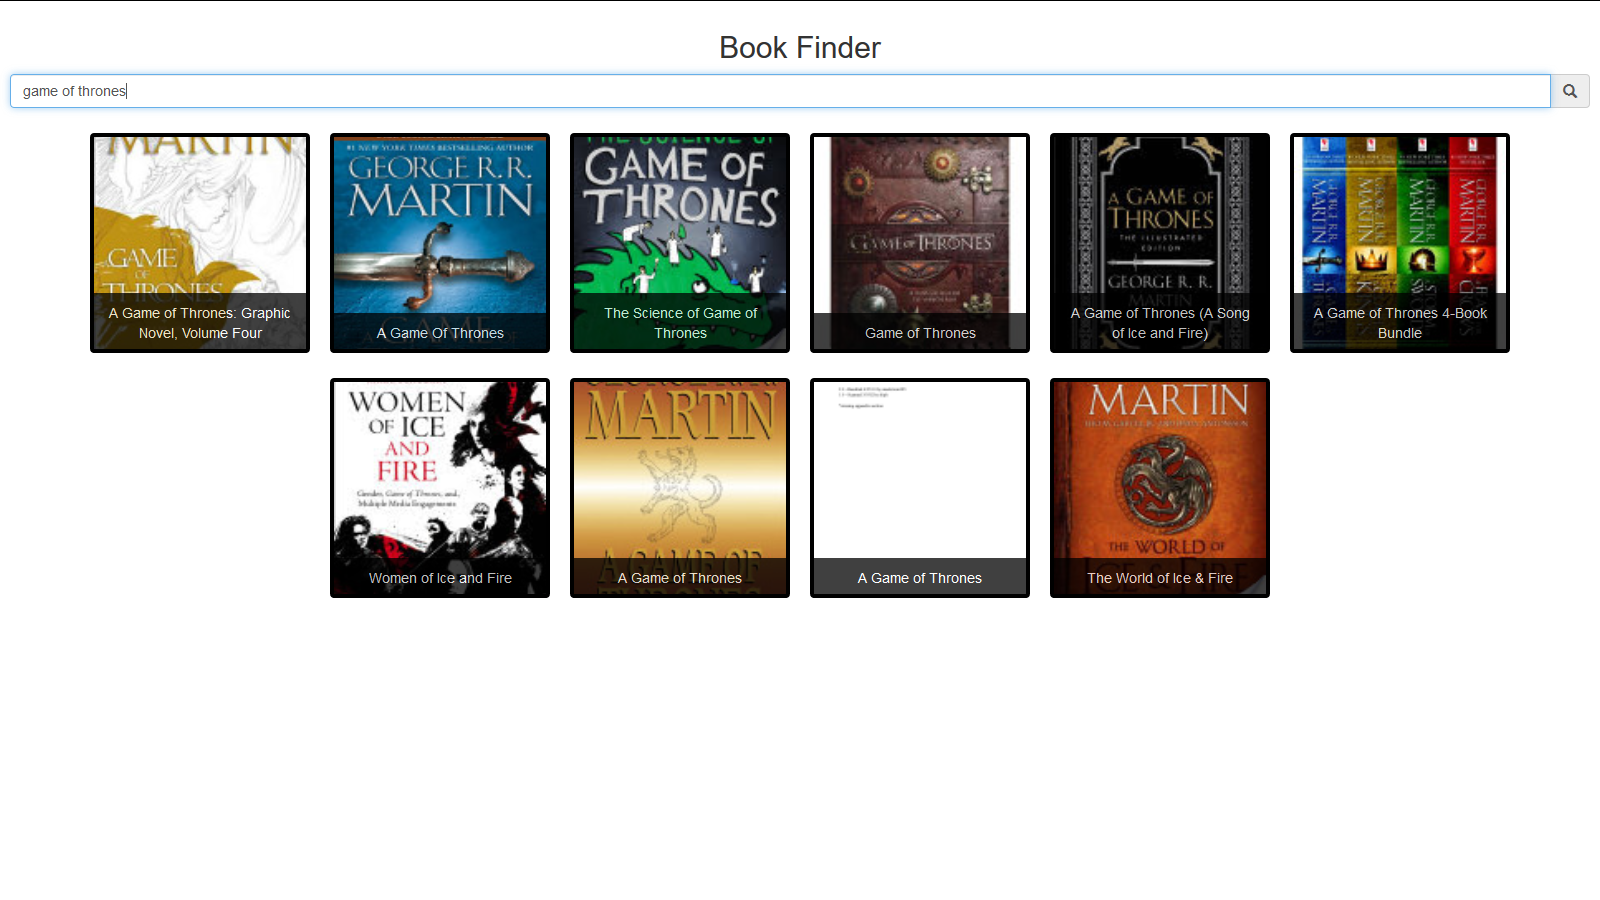 Book Finder
game of thrones
MARTIN
GAME
OF
THRONES
A Game of Thrones: Graphic
Novel, Volume Four
#1 NEW YORK TIMES BESTSELLING AUTHOR
GEORGE R.R.
MARTIN
A Game Of Thrones
THE SCIENCE OF
GAME OF
THRONES
The Science of Game of
Thrones
GAME OF THRONES
Game of Thrones
A GAME OF
THRONES
THE ILLUSTRATED
EDITION
GEORGE R. R.
MARTIN
A Game of Thrones (A Song
of Ice and Fire)
GEORGE R.R.
MARTIN
GEORGE R.R.
MARTIN
GEORGE R.R.
MARTIN
GEORGE R.R.
MARTIN
A Game of Thrones 4-Book
Bundle
WOMEN
OF ICE
AND
FIRE
Gender, Game of Thrones, and
Multiple Media Engagements
Women of Ice and Fire
GEORGE R.R.
MARTIN
A GAME OF
THRONES
A Game of Thrones
A Game of Thrones
MARTIN
THE WORLD OF
ICE & FIRE
The World of Ice & Fire